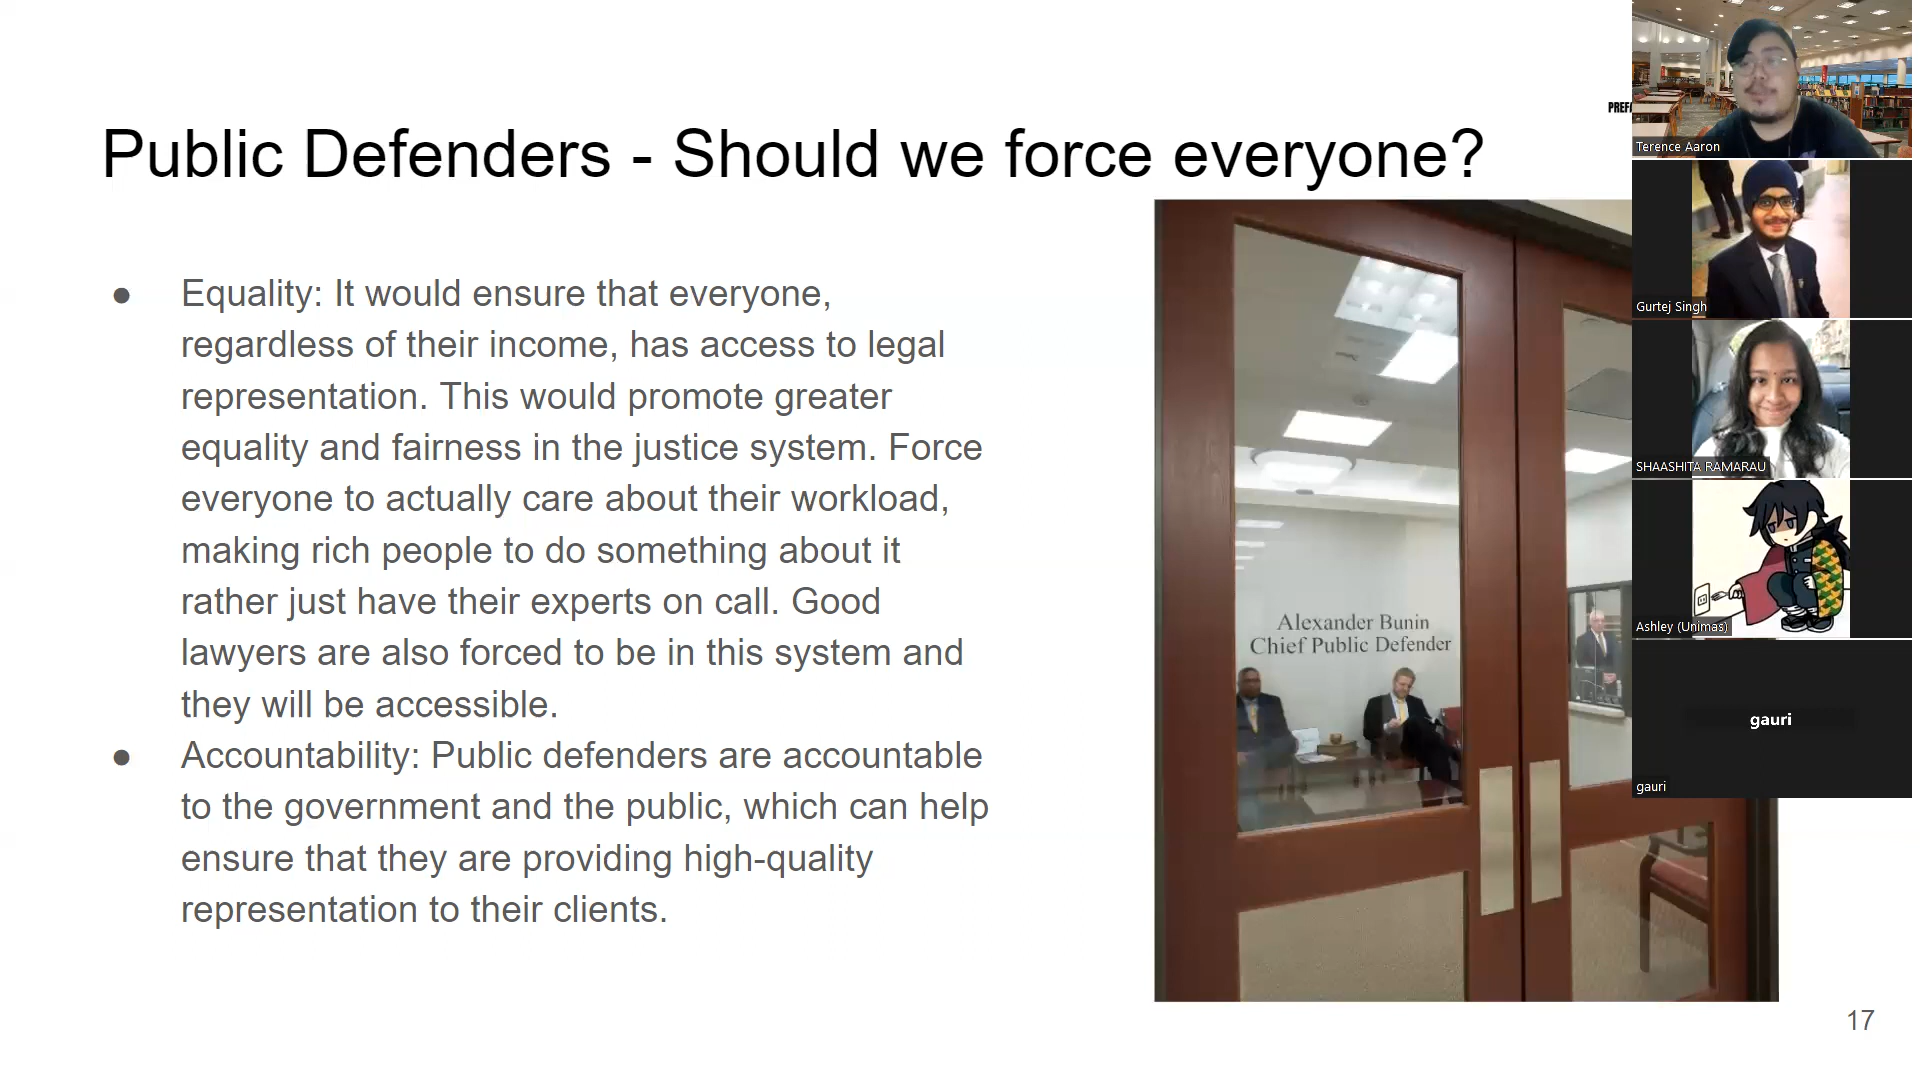 Public Defenders - Should we force everyone?
● Equality: It would ensure that everyone,
regardless of their income, has access to legal
representation. This would promote greater
equality and fairness in the justice system. Force
everyone to actually care about their workload,
making rich people to do something about it
rather just have their experts on call. Good
lawyers are also forced to be in this system and
they will be accessible.
● Accountability: Public defenders are accountable
to the government and the public, which can help
ensure that they are providing high-quality
representation to their clients.
Alexander Bunin
Chief Public Defender
17
Terence Aaron
Gurtej Singh
SHAASHITA RAMARAU
Ashley (Unimas)
gauri
gauri